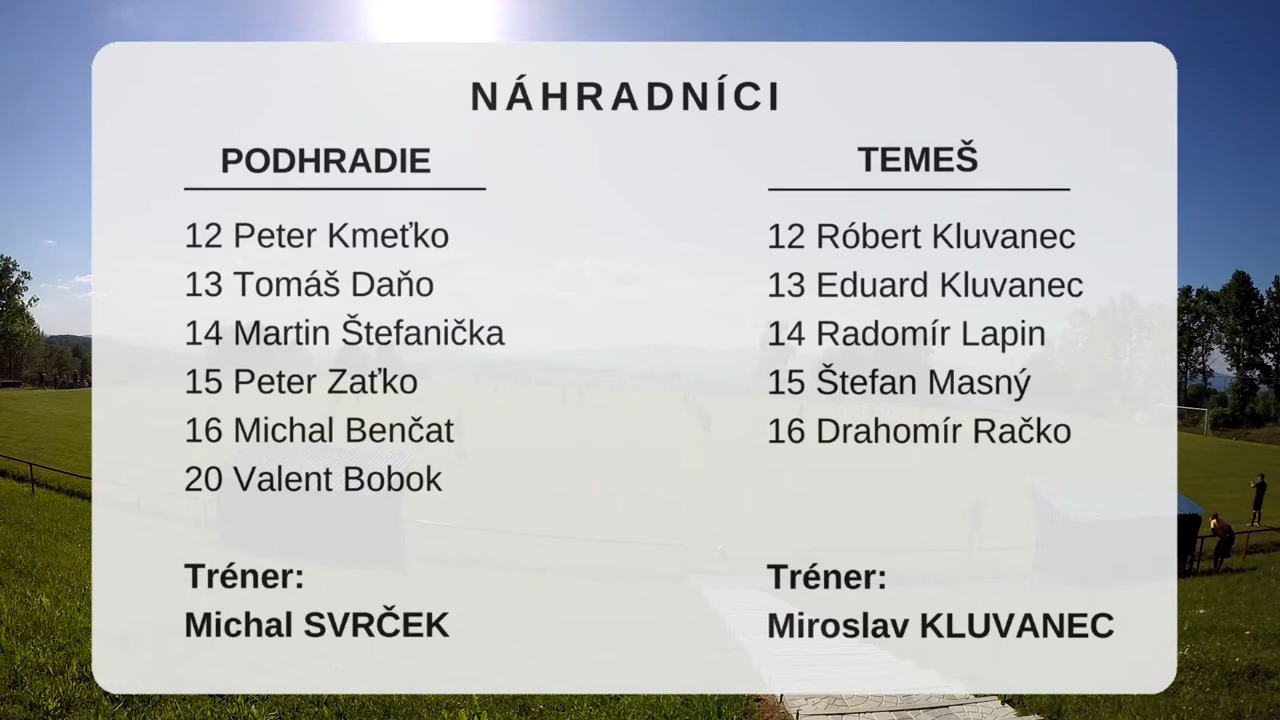 NÁHRADNÍCI
PODHRADIE
12 Peter Kmeťko
13 Tomáš Daňo
14 Martin Štefanička
15 Peter Zaťko
16 Michal Benčat
20 Valent Bobok
Tréner:
Michal SVRČEK
TEMEŠ
12 Róbert Kluvanec
13 Eduard Kluvanec
14 Radomír Lapin
15 Štefan Masný
16 Drahomír Račko
Tréner:
Miroslav KLUVANEC